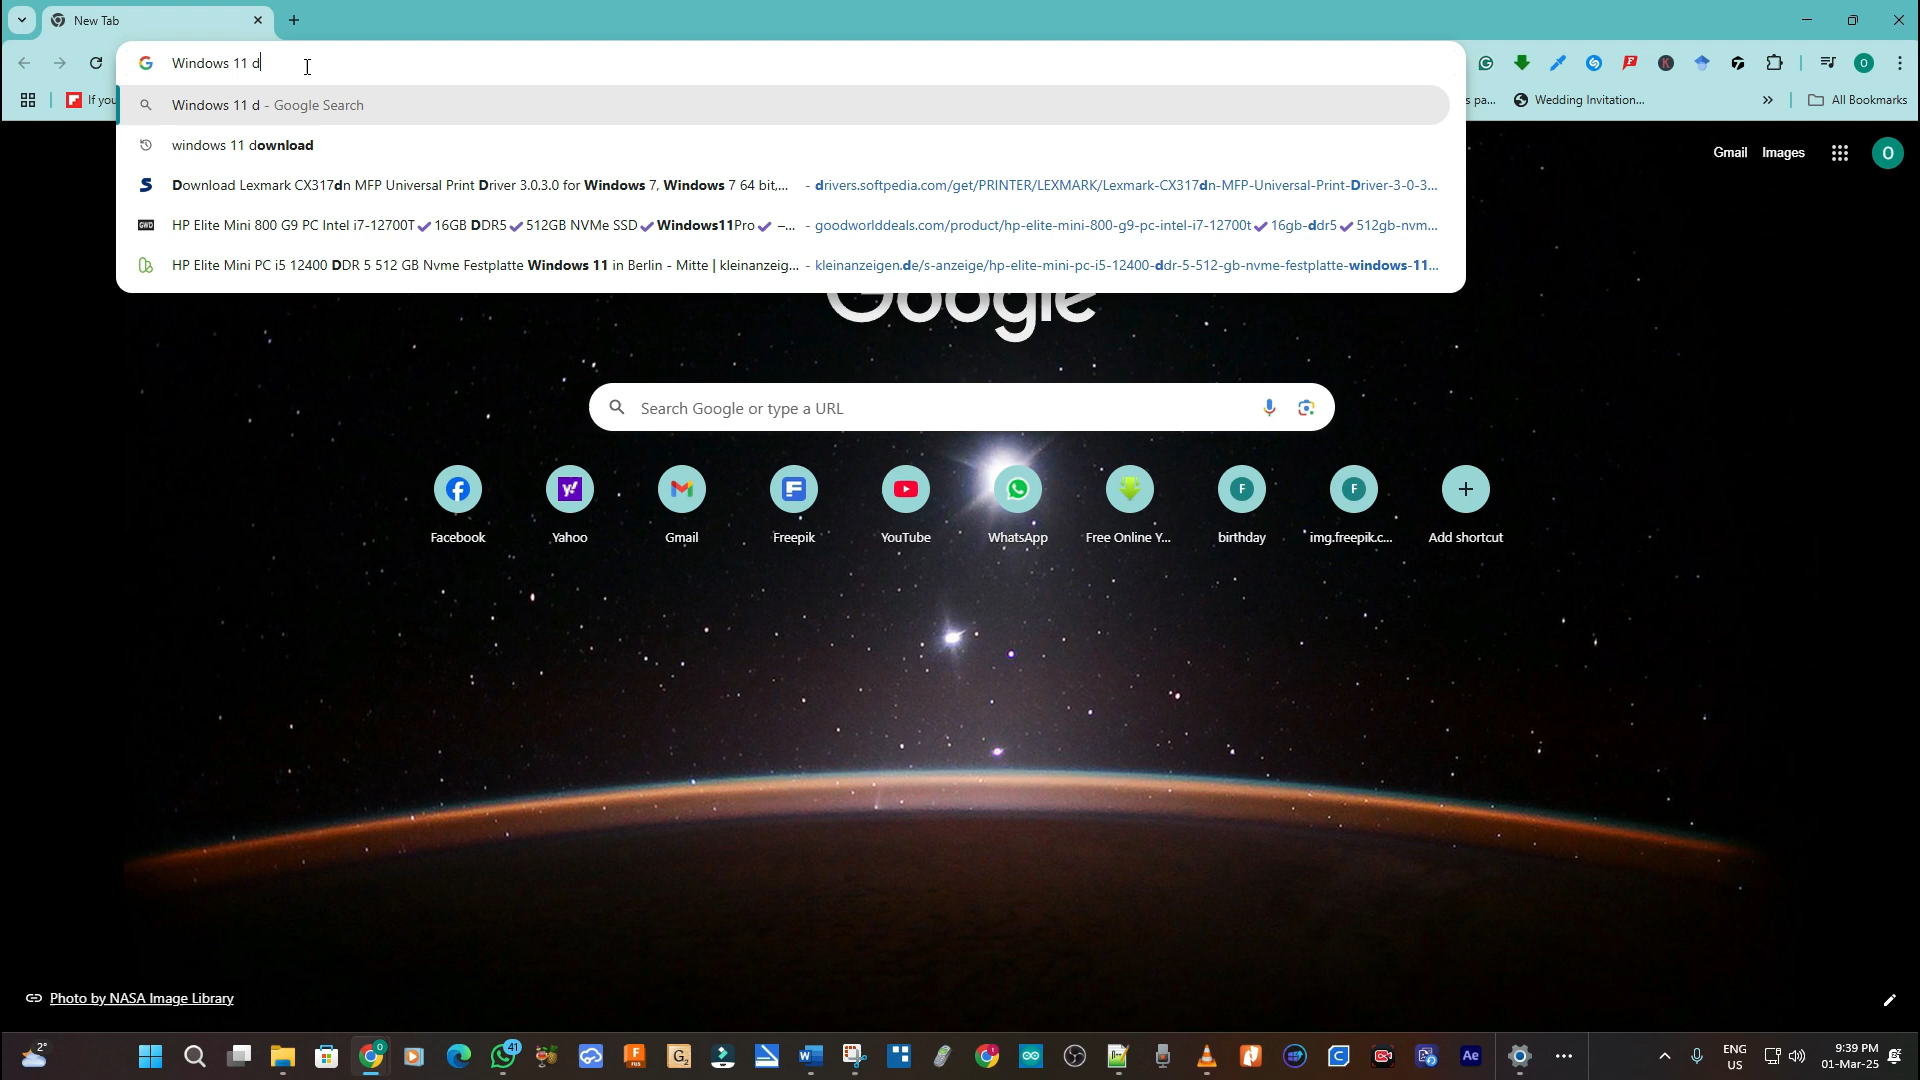 New Tab
Windows 11 d
If you
s pa...
Wedding Invitation...
»
All Bookmarks
Windows 11 d - Google Search
windows 11 download
Download Lexmark CX317dn MFP Universal Print Driver 3.0.3.0 for Windows 7, Windows 7 64 bit,... - drivers.softpedia.com/get/PRINTER/LEXMARK/Lexmark-CX317dn-MFP-Universal-Print-Driver-3-0-3...
HP Elite Mini 800 G9 PC Intel i7-12700T✔16GB DDR5✔512GB NVMe SSD✔Windows11Pro✔ –... - goodworlddeals.com/product/hp-elite-mini-800-g9-pc-intel-i7-12700t✔16gb-ddr5✔512gb-nvm...
HP Elite Mini PC i5 12400 DDR 5 512 GB Nvme Festplatte Windows 11 in Berlin - Mitte | kleinanzeig... - kleinanzeigen.de/s-anzeige/hp-elite-mini-pc-i5-12400-ddr-5-512-gb-nvme-festplatte-windows-11...
Gmail Images O
Google
Search Google or type a URL
Facebook
Yahoo
Gmail
Freepik
YouTube
WhatsApp
Free Online Y...
birthday
img.freepik.c...
Add shortcut
Photo by NASA Image Library
2°
41
ENG
US
9:39 PM
01-Mar-25